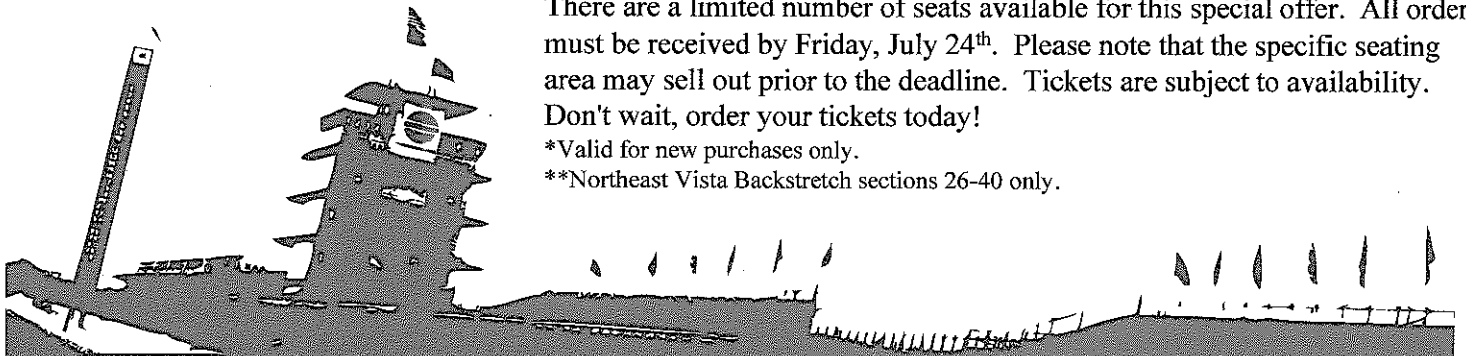 There are a limited number of seats available for this special offer. All order
must be received by Friday, July 24th. Please note that the specific seating
area may sell out prior to the deadline. Tickets are subject to availability.
Don't wait, order your tickets today!
*Valid for new purchases only.
**Northeast Vista Backstretch sections 26-40 only.